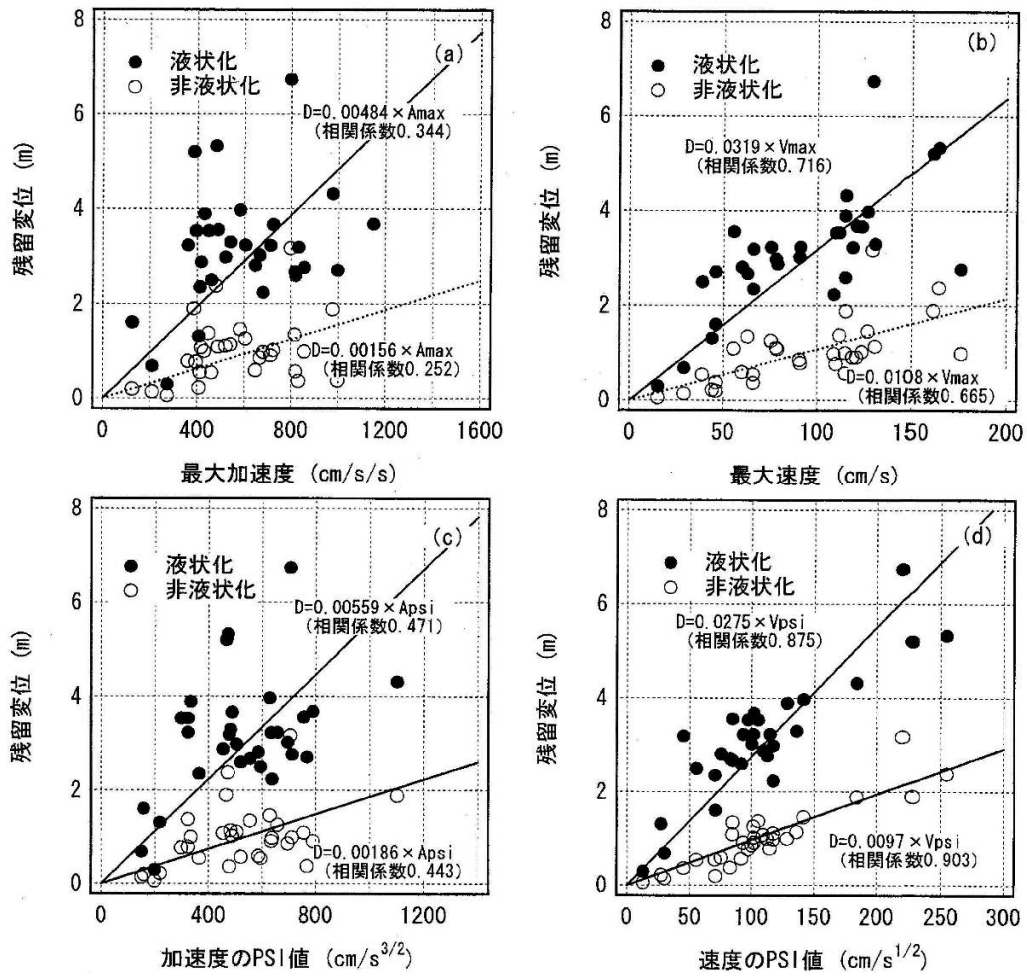 (a)
● 液状化
○ 非液状化
D=0.00484×Amax
(相関係数0.344)
D=0.00156×Amax
(相関係数0.252)
残留変位 (m)
8
6
4
2
0
0 400 800 1200 1600
最大加速度 (cm/s/s)
(b)
● 液状化
○ 非液状化
D=0.0319×Vmax
(相関係数0.716)
D=0.0108×Vmax
(相関係数0.665)
残留変位 (m)
8
6
4
2
0
0 50 100 150 200
最大速度 (cm/s)
(c)
● 液状化
○ 非液状化
D=0.00559×Apsi
(相関係数0.471)
D=0.00186×Apsi
(相関係数0.443)
残留変位 (m)
8
6
4
2
0
0 400 800 1200
加速度のPSI値 (cm/s^3/2)
(d)
● 液状化
○ 非液状化
D=0.0275×Vpsi
(相関係数0.875)
D=0.0097×Vpsi
(相関係数0.903)
残留変位 (m)
8
6
4
2
0
0 50 100 150 200 250 300
速度のPSI値 (cm/s^1/2)